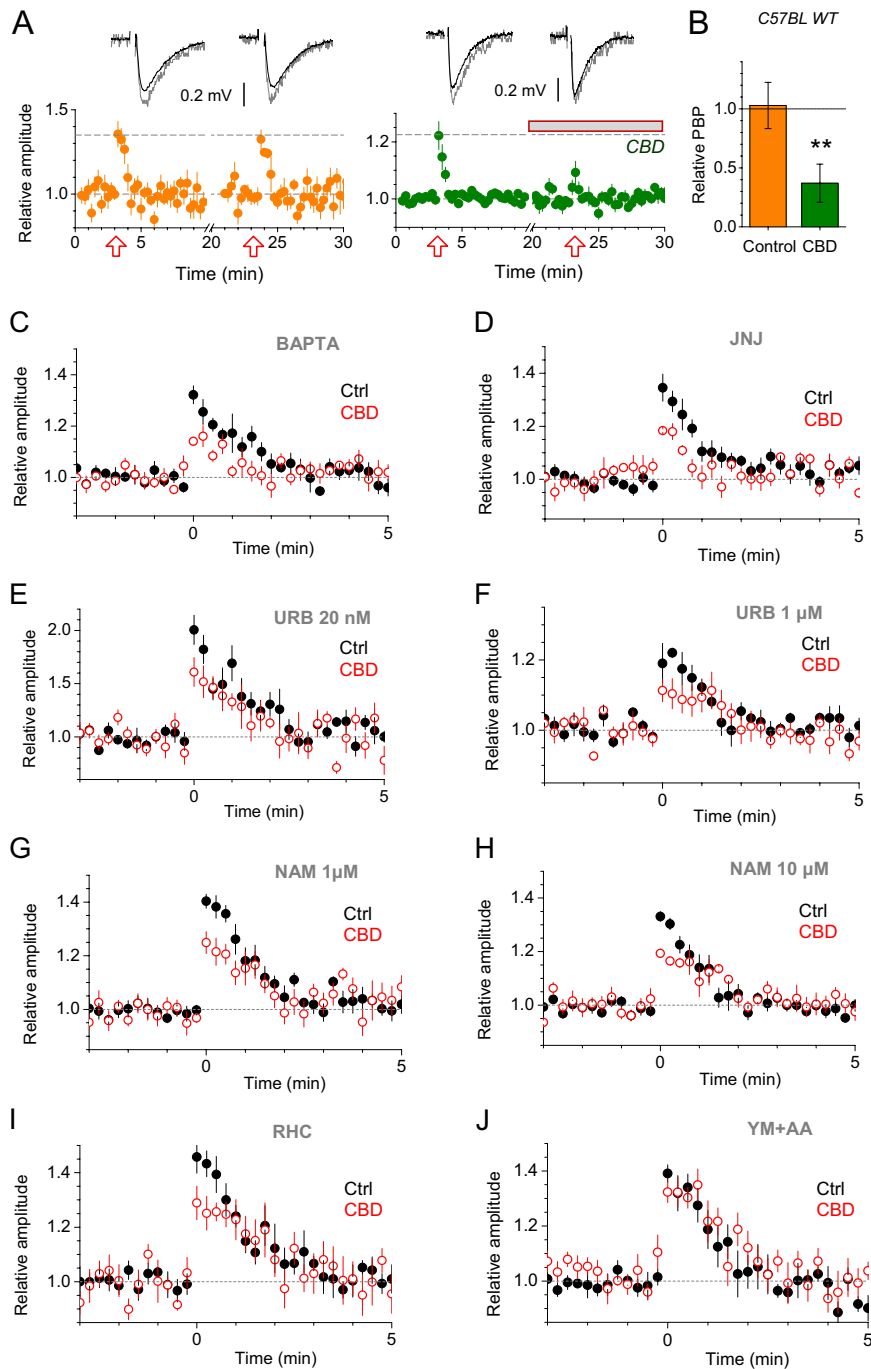 A
B
C57BL WT
0.2 mV
0.2 mV
Relative amplitude
1.5
1.0
0 5 20 25 30
Time (min)
1.2
1.0
CBD
0 5 20 25 30
Time (min)
Relative PBP
1.0
0.5
0.0
**
Control CBD
C
BAPTA
Ctrl
CBD
Relative amplitude
1.4
1.2
1.0
0 5
Time (min)
D
JNJ
Ctrl
CBD
Relative amplitude
1.4
1.2
1.0
0 5
Time (min)
E
URB 20 nM
Ctrl
CBD
Relative amplitude
2.0
1.5
1.0
0 5
Time (min)
F
URB 1 µM
Ctrl
CBD
Relative amplitude
1.2
1.0
0 5
Time (min)
G
NAM 1µM
Ctrl
CBD
Relative amplitude
1.4
1.2
1.0
0 5
Time (min)
H
NAM 10 µM
Ctrl
CBD
Relative amplitude
1.4
1.2
1.0
0 5
Time (min)
I
RHC
Ctrl
CBD
Relative amplitude
1.4
1.2
1.0
0 5
Time (min)
J
YM+AA
Ctrl
CBD
Relative amplitude
1.4
1.2
1.0
0 5
Time (min)